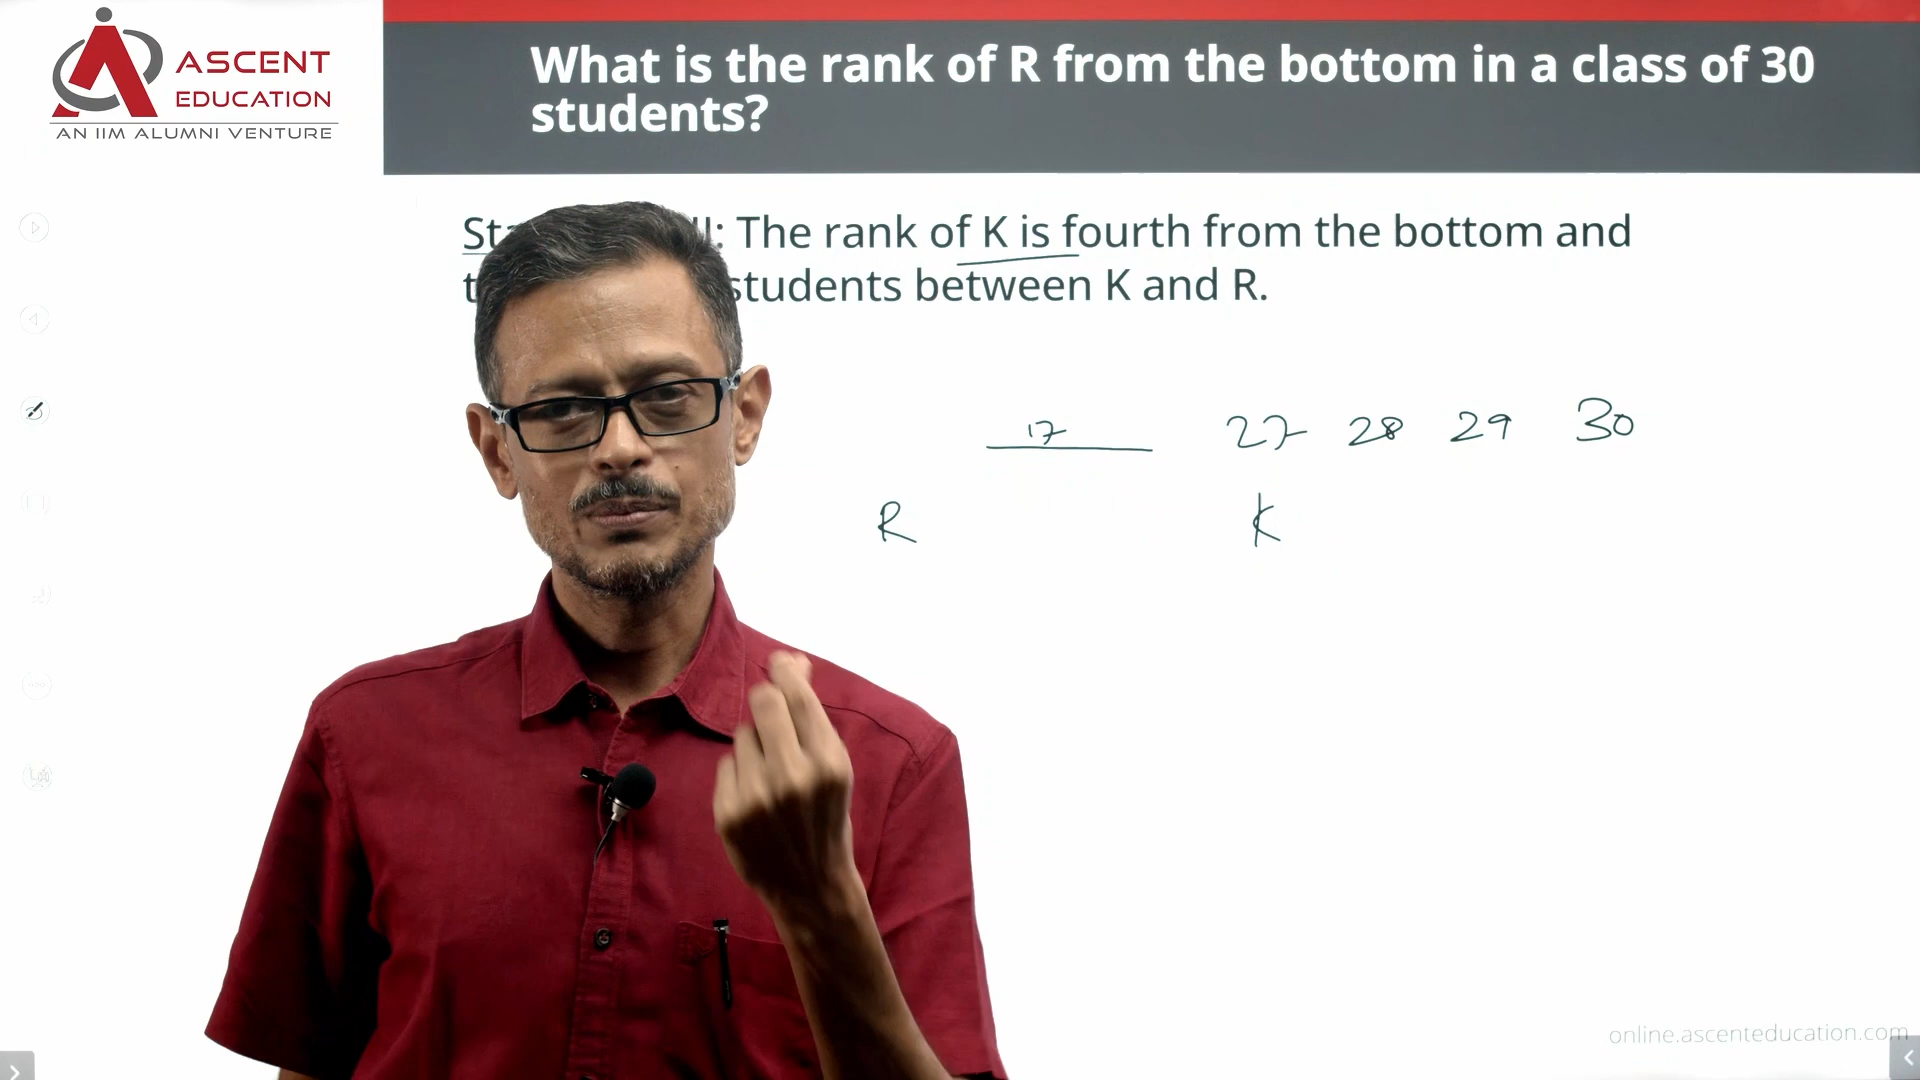 ASCENT
EDUCATION
AN IIM ALUMNI VENTURE
What is the rank of R from the bottom in a class of 30
students?
II: The rank of K is fourth from the bottom and
students between K and R.
17 27 28 29 30
R K
online.ascenteducation.com